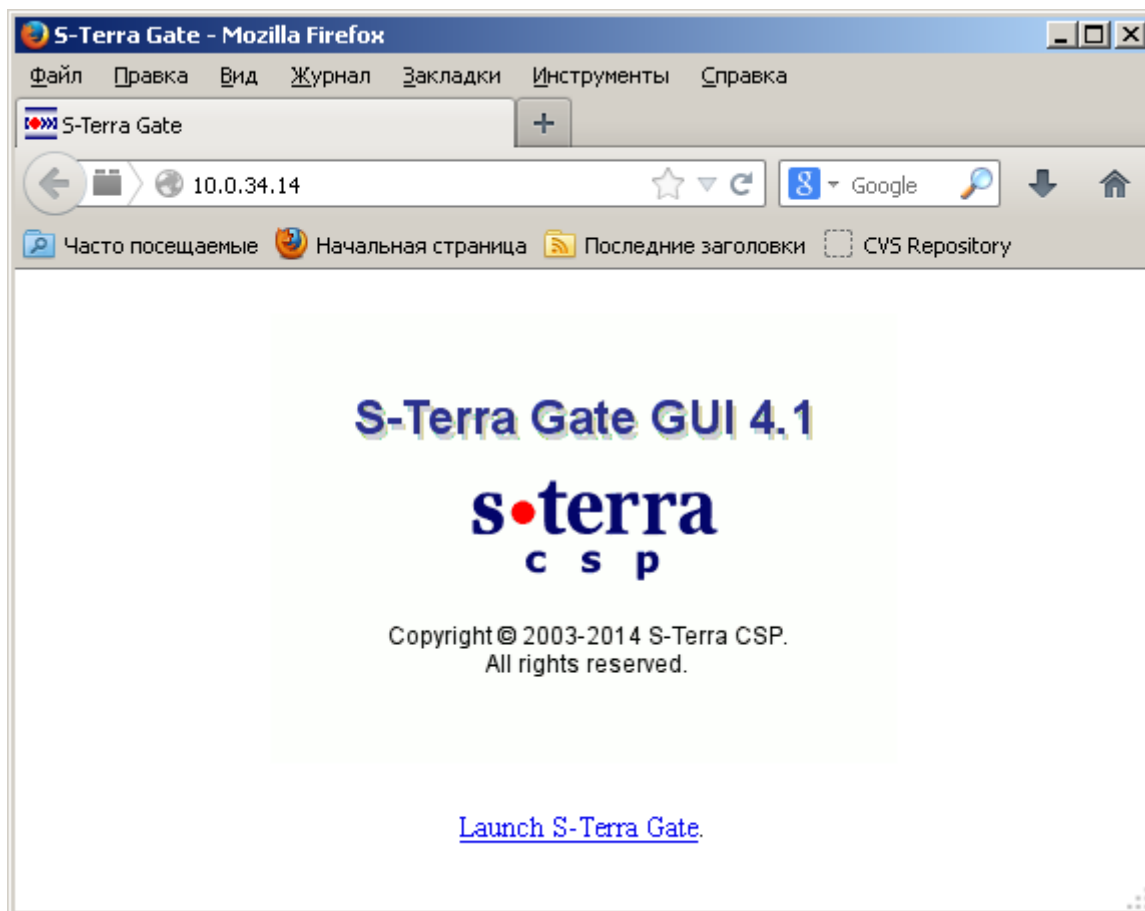 S-Terra Gate - Mozilla Firefox
Файл Правка Вид Журнал Закладки Инструменты Справка
S-Terra Gate
10.0.34.14
Google
Часто посещаемые Начальная страница Последние заголовки CVS Repository
S-Terra Gate GUI 4.1
s•terra
c s p
Copyright © 2003-2014 S-Terra CSP.
All rights reserved.
Launch S-Terra Gate.